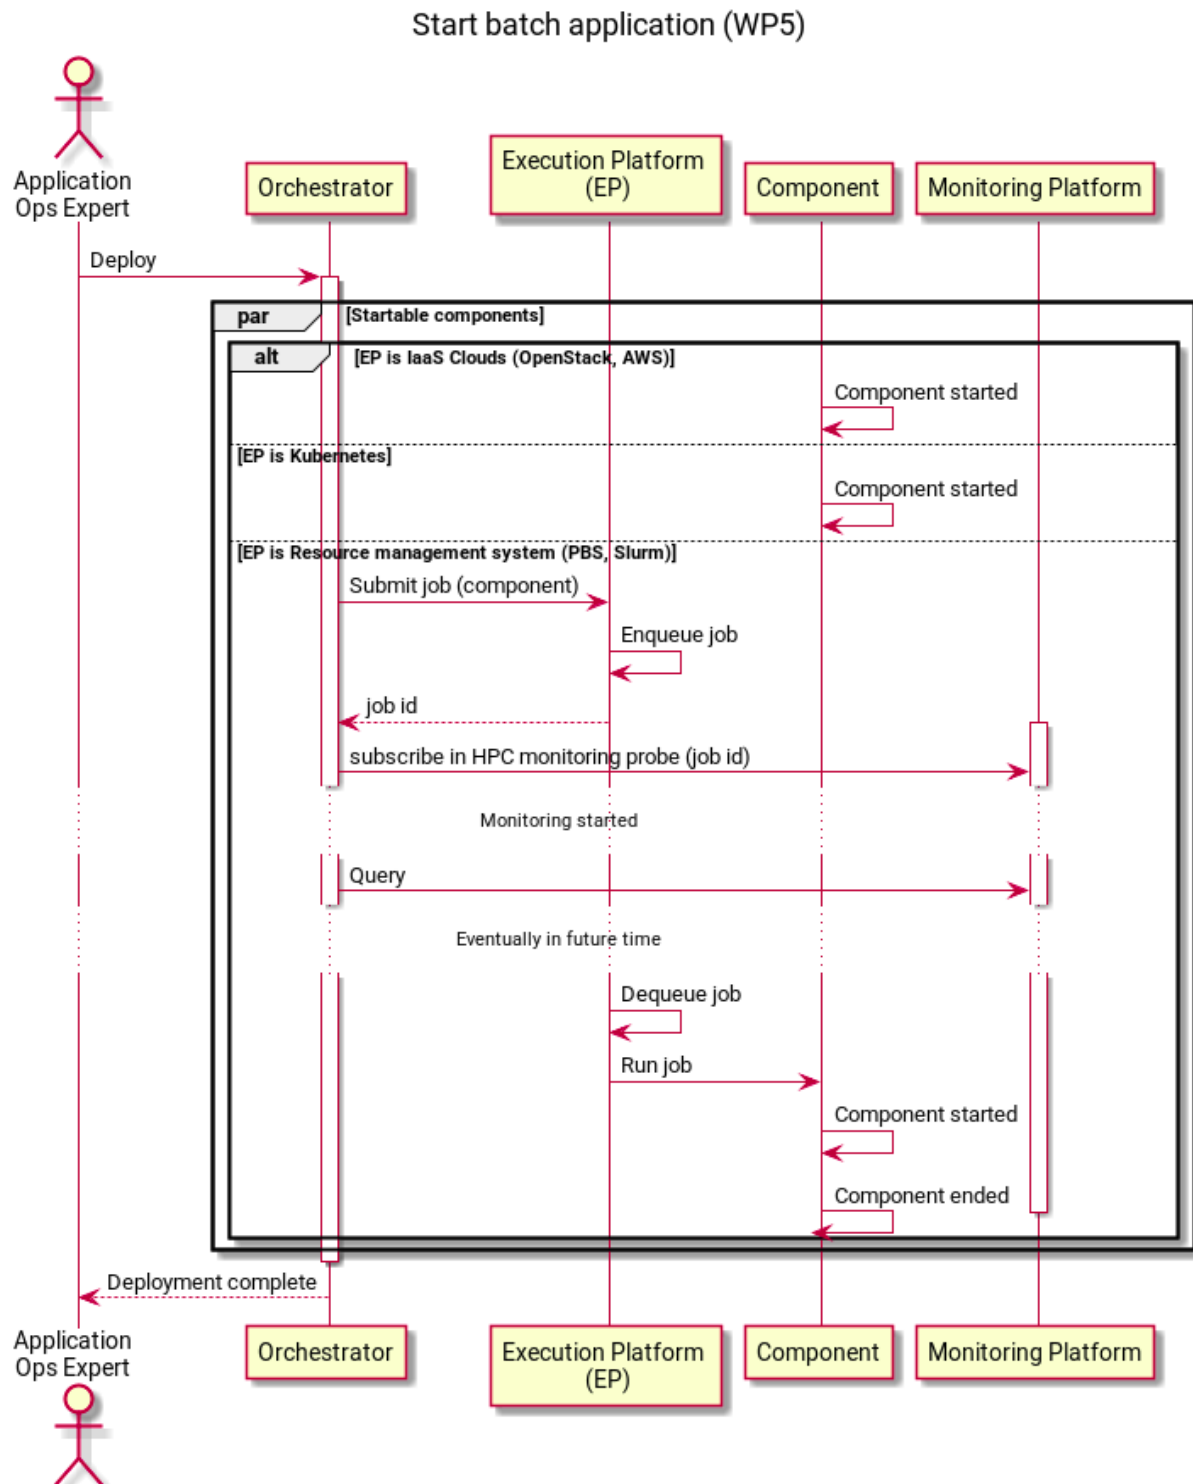 Start batch application (WP5)
Application
Ops Expert
Orchestrator
Execution Platform
(EP)
Component
Monitoring Platform
Deploy
par
[Startable components]
alt
[EP is IaaS Clouds (OpenStack, AWS)]
Component started
[EP is Kubernetes]
Component started
[EP is Resource management system (PBS, Slurm)]
Submit job (component)
Enqueue job
job id
subscribe in HPC monitoring probe (job id)
Monitoring started
Query
Eventually in future time
Dequeue job
Run job
Component started
Component ended
Deployment complete
Application
Ops Expert
Orchestrator
Execution Platform
(EP)
Component
Monitoring Platform